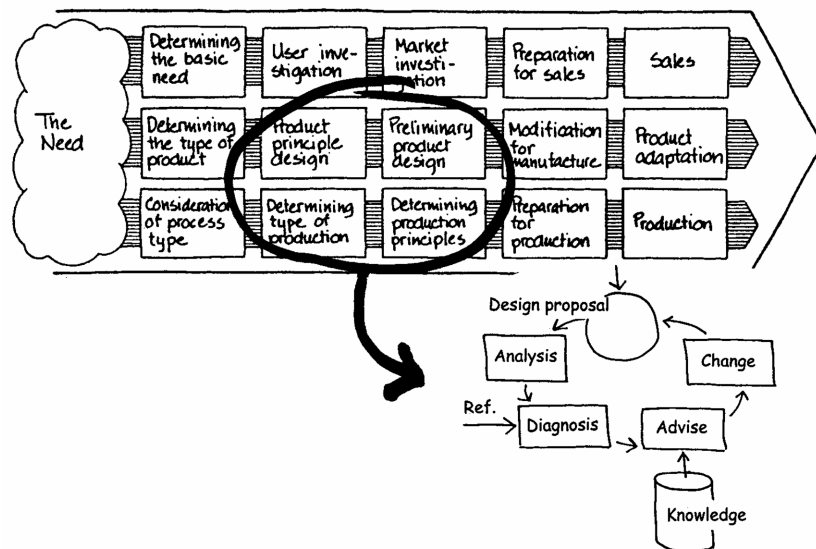 The
Need
Determining
the basic
need
User inve-
stigation
Market
investi-
gation
Preparation
for sales
Sales
Determining
the type of
product
Product
principle
design
Preliminary
product
design
Modification
for
manufacture
Product
adaptation
Consideration
of process
type
Determining
type of
production
Determining
production
principles
Preparation
for
production
Production
Design proposal
Analysis
Change
Ref.
Diagnosis
Advise
Knowledge